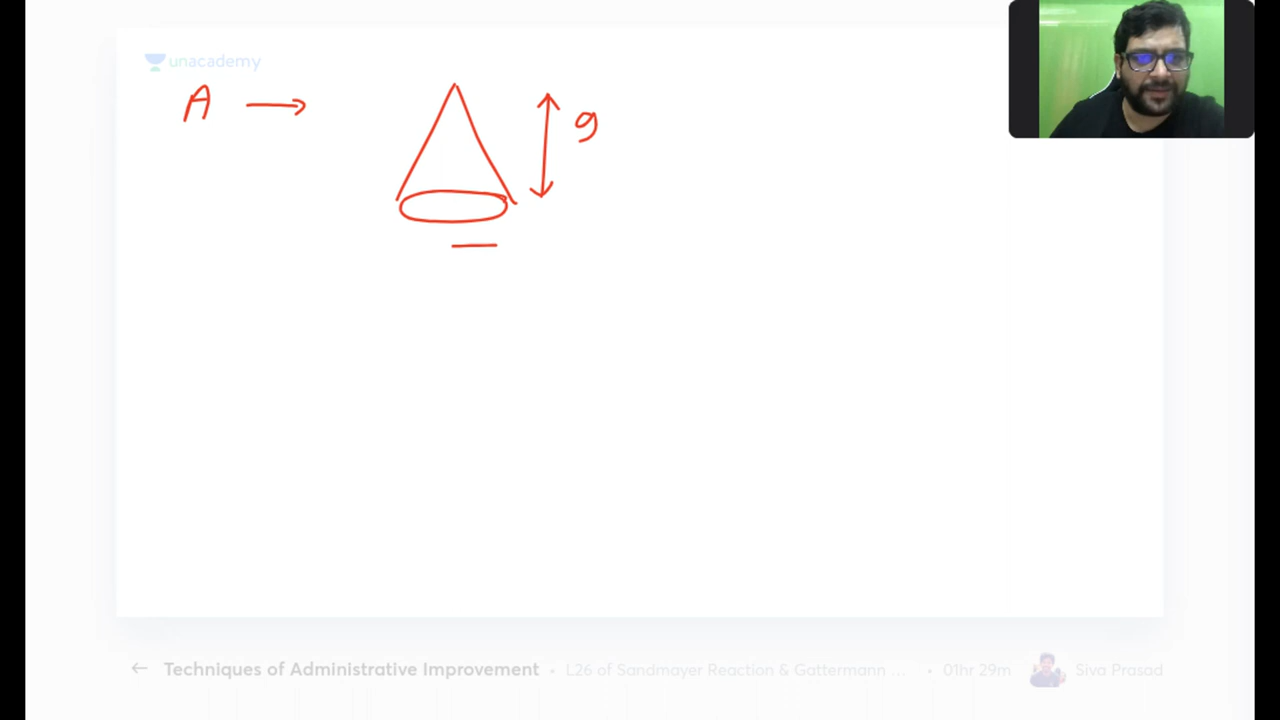 unacademy
A →
9
← Techniques of Administrative Improvement • L26 of Sandmayer Reaction & Gattermann ... • 01hr 29m Siva Prasad